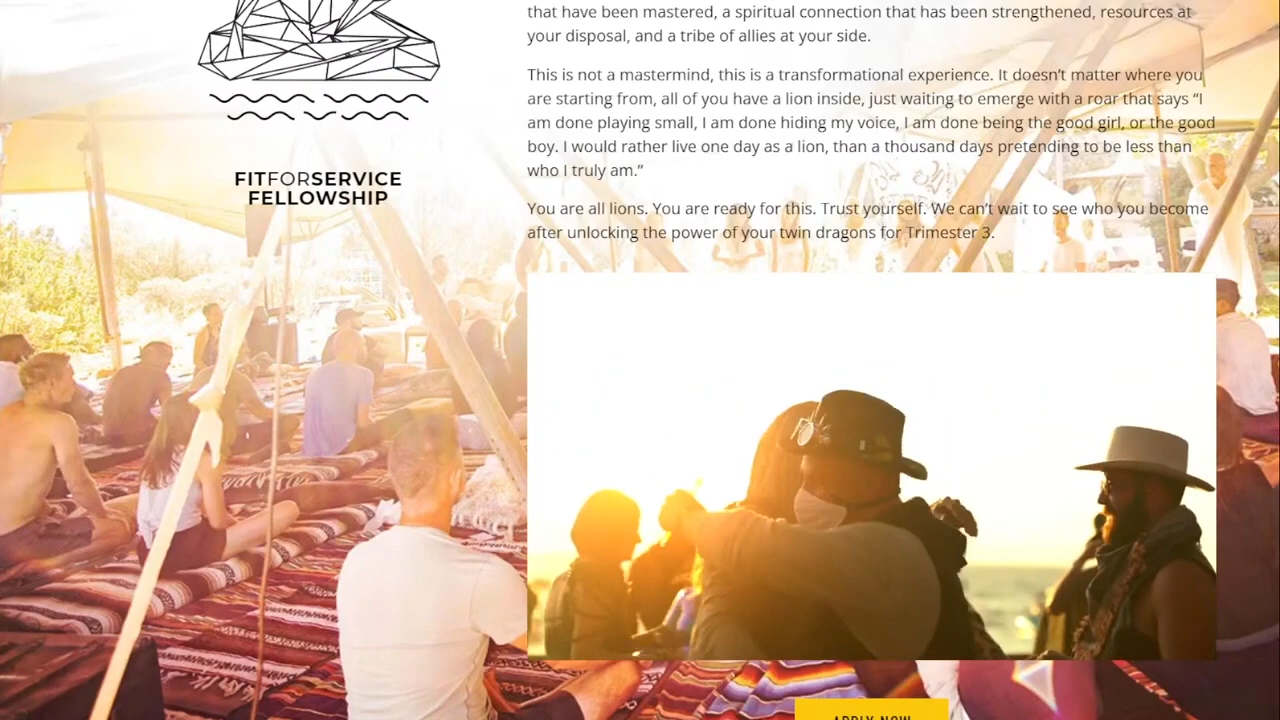 that have been mastered, a spiritual connection that has been strengthened, resources at
your disposal, and a tribe of allies at your side.
This is not a mastermind, this is a transformational experience. It doesn’t matter where you
are starting from, all of you have a lion inside, just waiting to emerge with a roar that says “I
am done playing small, I am done hiding my voice, I am done being the good girl, or the good
boy. I would rather live one day as a lion, than a thousand days pretending to be less than
who I truly am.”
You are all lions. You are ready for this. Trust yourself. We can’t wait to see who you become
after unlocking the power of your twin dragons for Trimester 3.
FITFORSERVICE
FELLOWSHIP
APPLY NOW